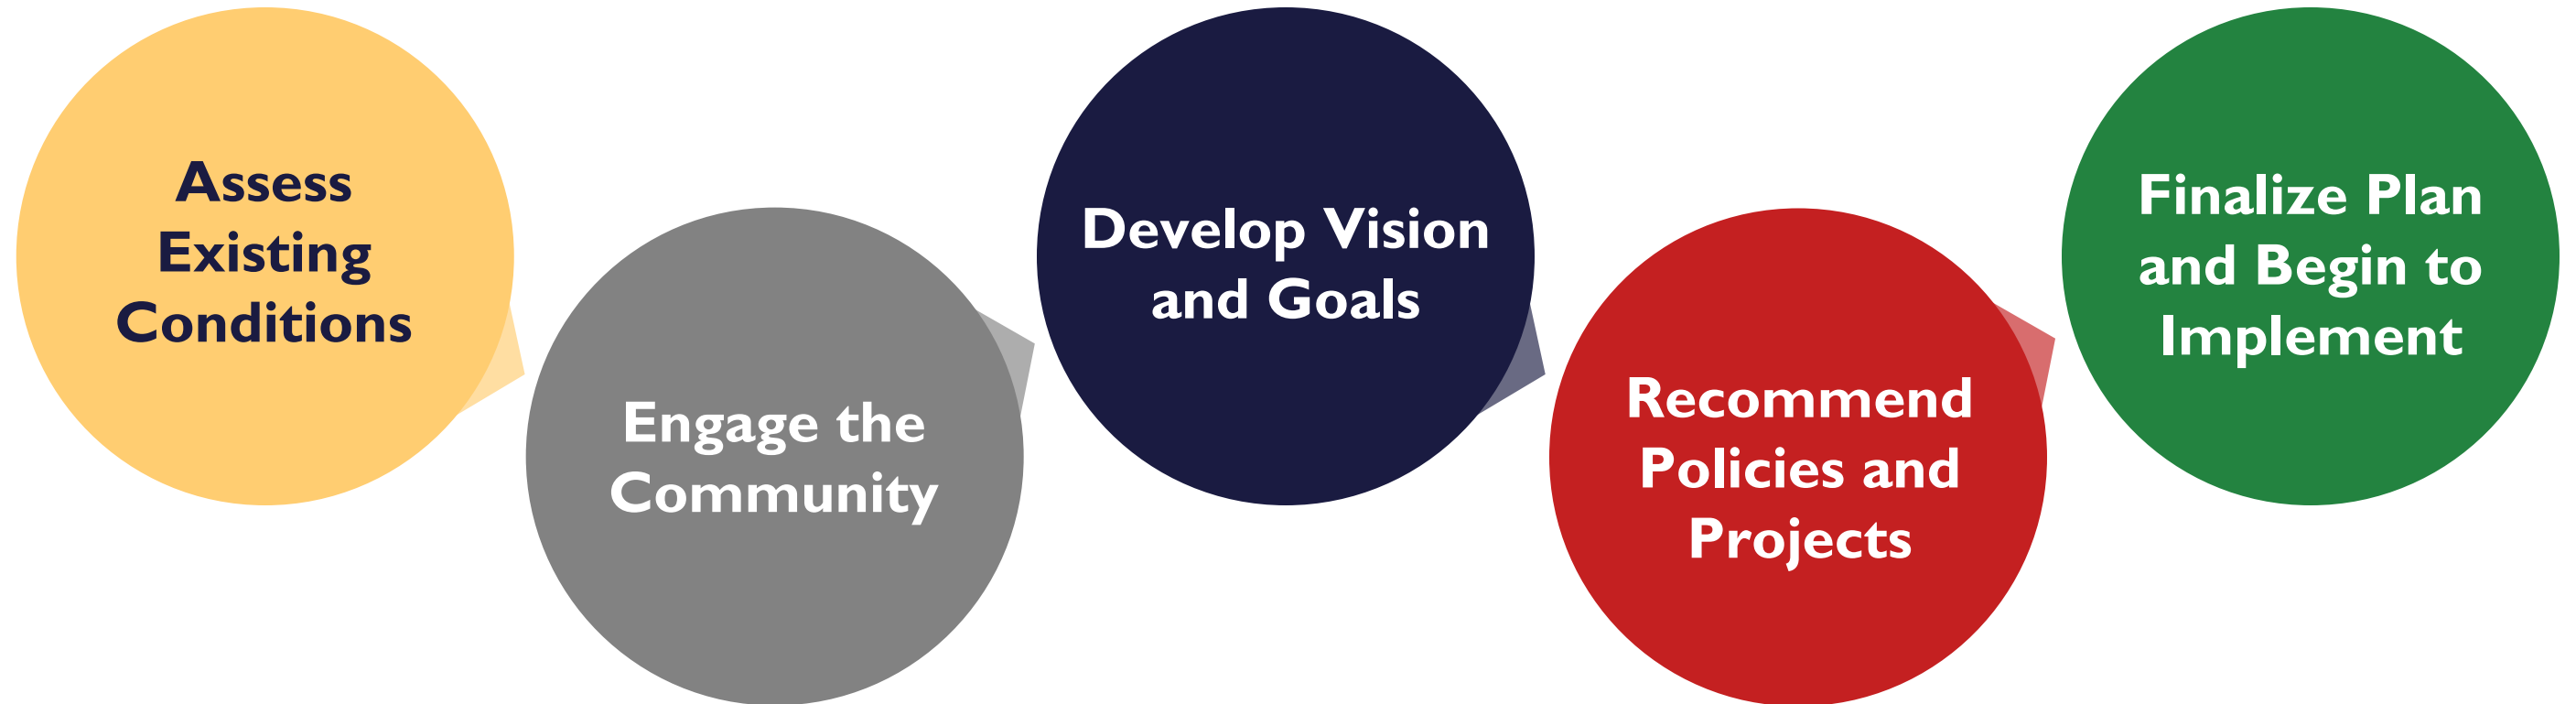 Assess
Existing
Conditions
Engage the
Community
Develop Vision
and Goals
Recommend
Policies and
Projects
Finalize Plan
and Begin to
Implement